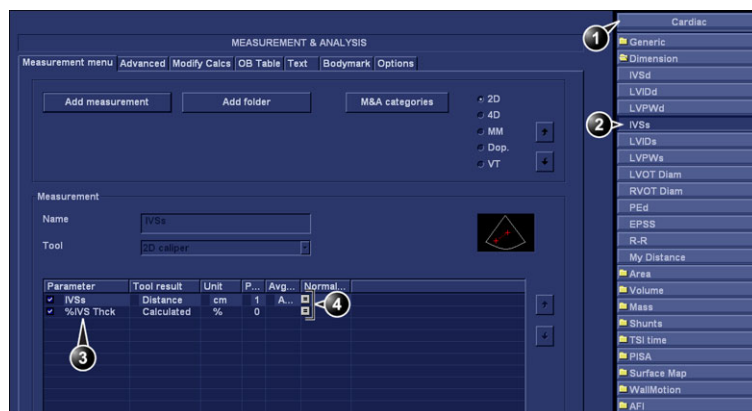 MEASUREMENT & ANALYSIS
Measurement menu Advanced Modify Calcs OB Table Text Bodymark Options
Add measurement Add folder M&A categories
2D
4D
MM
Dop.
VT
Measurement
Name IVSs
Tool 2D caliper
Parameter Tool result Unit P... Avg... Normal...
IVSs Distance cm 1 A...
%IVS Thck Calculated % 0
4
3
1
Cardiac
Generic
Dimension
IVSd
LVIDd
LVPWd
2
IVSs
LVIDs
LVPWs
LVOT Diam
RVOT Diam
PEd
EPSS
R-R
My Distance
Area
Volume
Mass
Shunts
TSI time
PISA
Surface Map
WallMotion
AFI